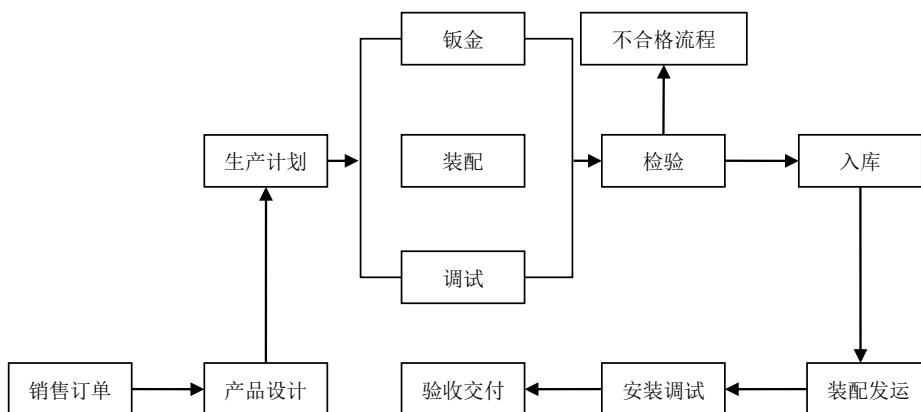 钣金
不合格流程
生产计划
装配
检验
入库
调试
销售订单
产品设计
验收交付
安装调试
装配发运